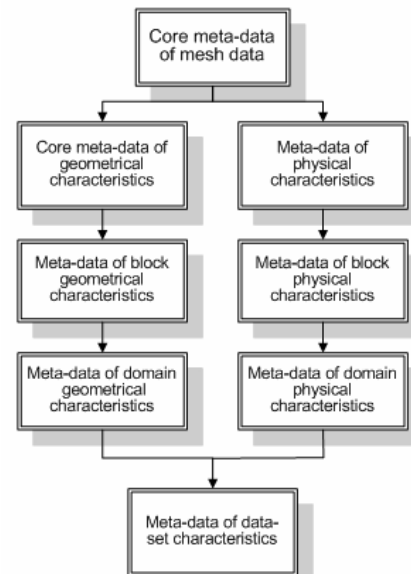 Core meta-data
of mesh data
Core meta-data of
geometrical
characteristics
Meta-data of
physical
characteristics
Meta-data of block
geometrical
characteristics
Meta-data of block
physical
characteristics
Meta-data of domain
geometrical
characteristics
Meta-data of domain
physical
characteristics
Meta-data of data-
set characteristics